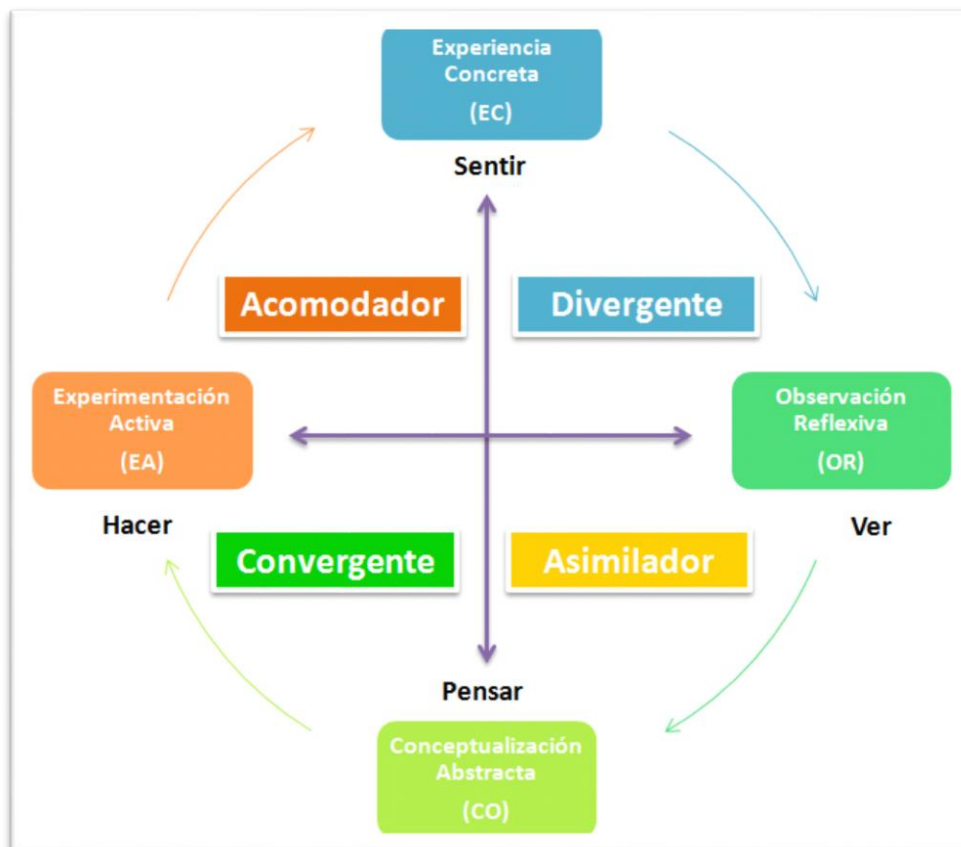 Experiencia
Concreta
(EC)
Sentir
Acomodador
Divergente
Experimentación
Activa
(EA)
Hacer
Observación
Reflexiva
(OR)
Ver
Convergente
Asimilador
Pensar
Conceptualización
Abstracta
(CO)